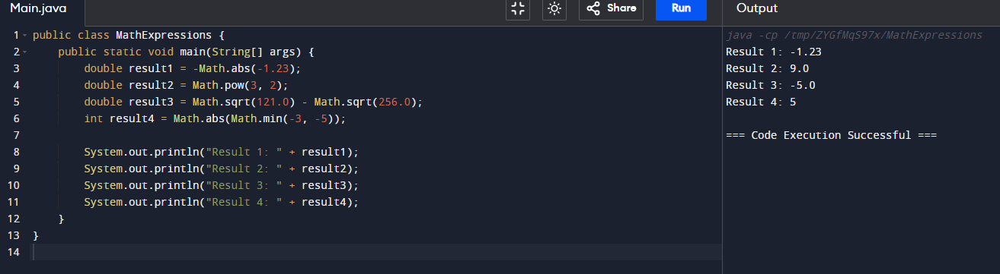 Main.java
Share
Run
Output
1 public class MathExpressions {
2     public static void main(String[] args) {
3         double result1 = -Math.abs(-1.23);
4         double result2 = Math.pow(3, 2);
5         double result3 = Math.sqrt(121.0) - Math.sqrt(256.0);
6         int result4 = Math.abs(Math.min(-3, -5));
7
8         System.out.println("Result 1: " + result1);
9         System.out.println("Result 2: " + result2);
10         System.out.println("Result 3: " + result3);
11         System.out.println("Result 4: " + result4);
12     }
13 }
14
java -cp /tmp/ZYGfMqS97x/MathExpressions
Result 1: -1.23
Result 2: 9.0
Result 3: -5.0
Result 4: 5
=== Code Execution Successful ===